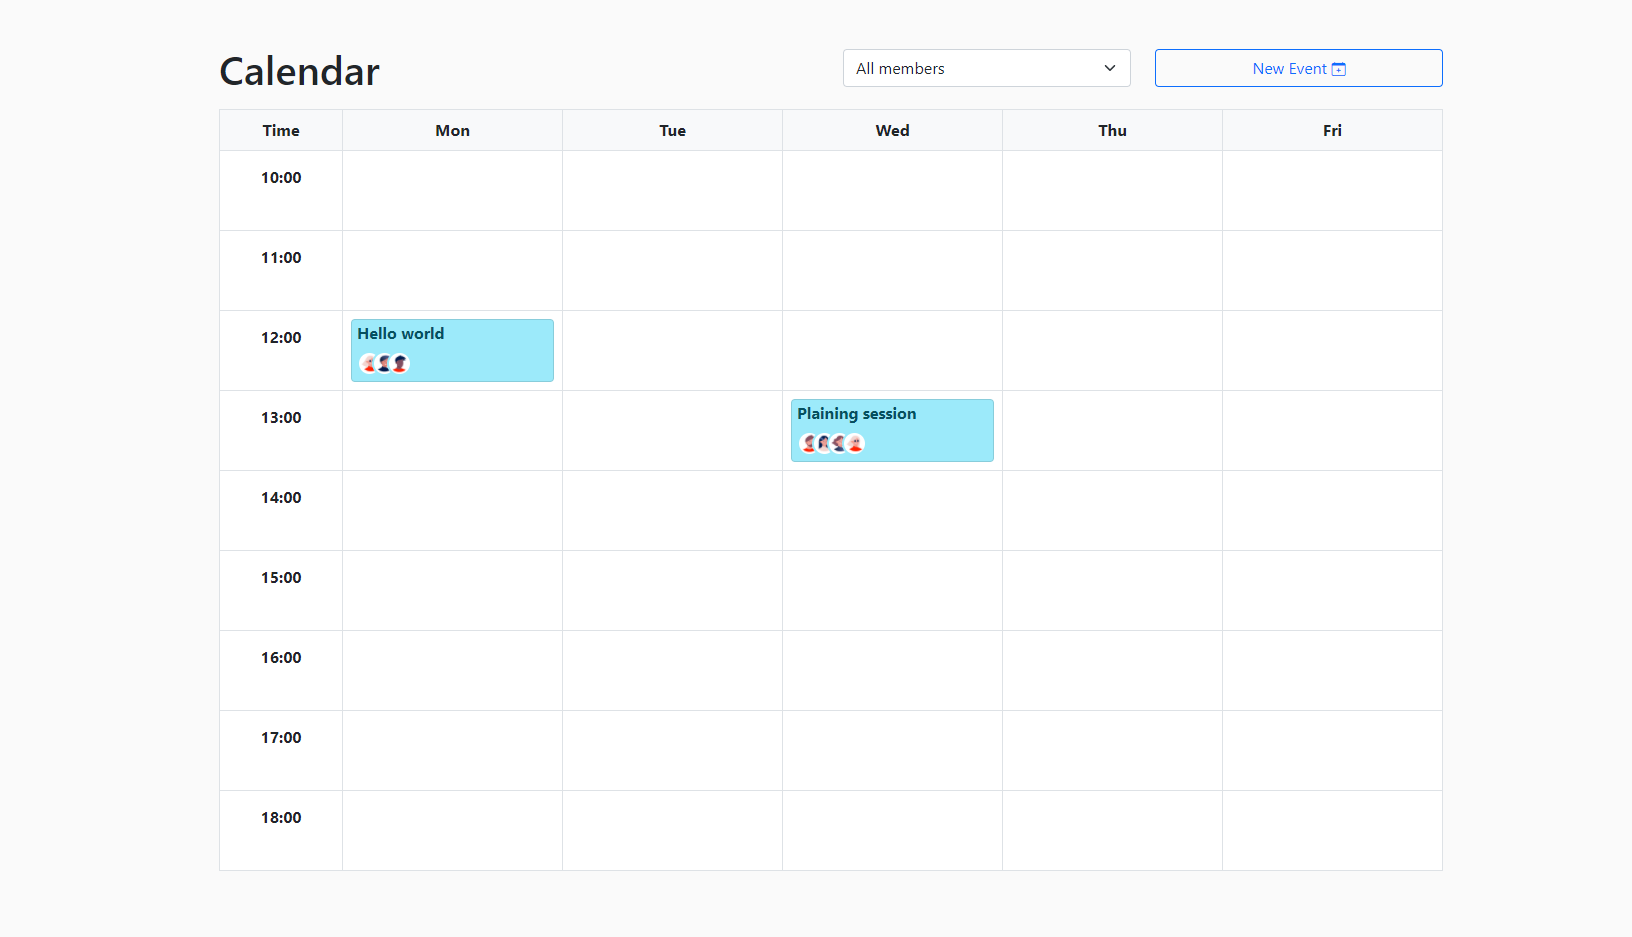 Calendar
All members
New Event
Time Mon Tue Wed Thu Fri
10:00
11:00
12:00 Hello world
13:00 Plaining session
14:00
15:00
16:00
17:00
18:00